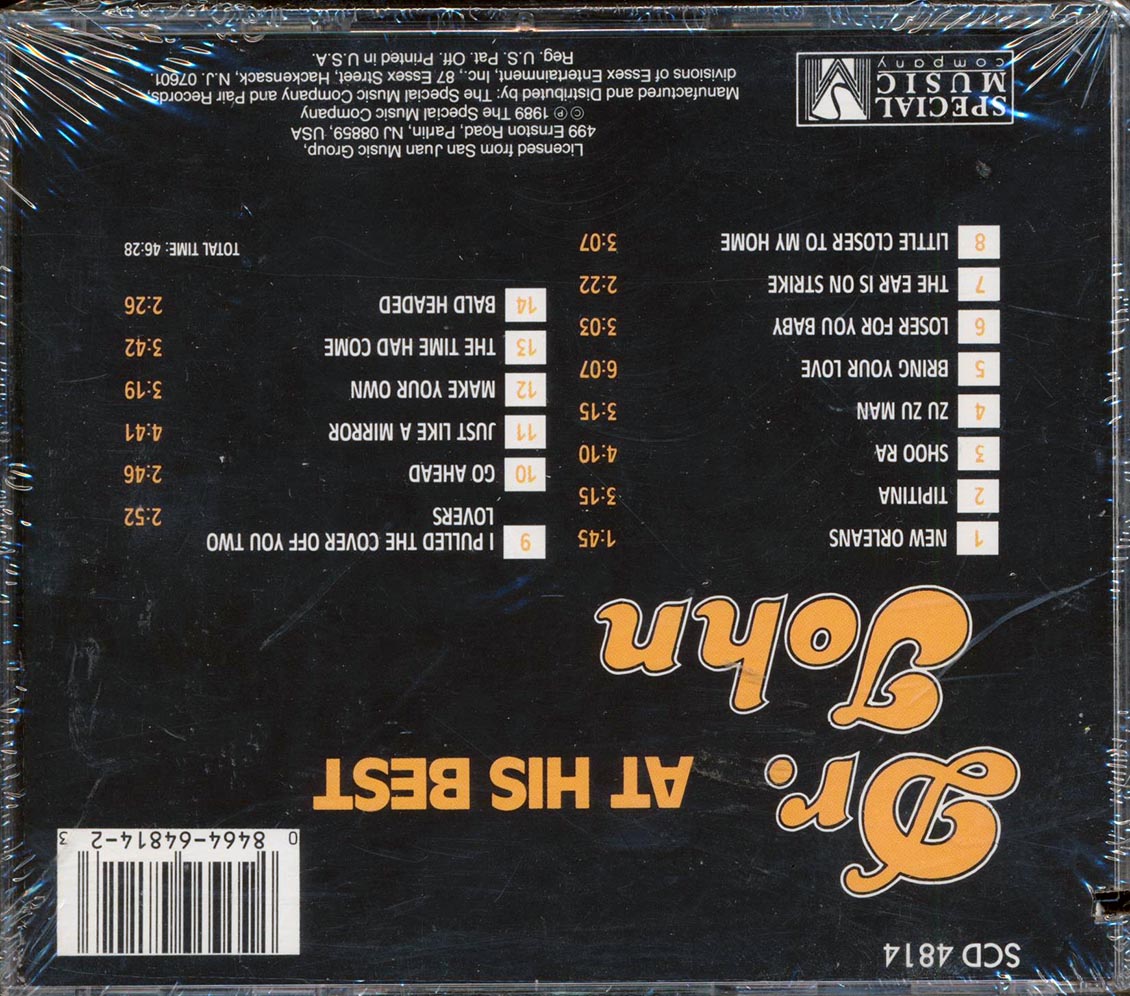 SCD 4814
0 8464-64814-2 3
Dr.
John
AT HIS BEST
1 NEW ORLEANS 1:45
2 TIPITINA 3:15
3 SHOO RA 4:10
4 ZU ZU MAN 3:15
5 BRING YOUR LOVE 6:07
6 LOSER FOR YOU BABY 3:03
7 THE EAR IS ON STRIKE 2:22
8 LITTLE CLOSER TO MY HOME 3:07
9 I PULLED THE COVER OFF YOU TWO
LOVERS 2:52
10 GO AHEAD 2:46
11 JUST LIKE A MIRROR 4:41
12 MAKE YOUR OWN 3:19
13 THE TIME HAD COME 3:42
14 BALD HEADED 2:26
TOTAL TIME: 46:28
SPECIAL
MUSIC
company
Licensed from San Juan Music Group,
499 Ernston Road, Parlin, NJ 08859, USA
© ℗ 1989 The Special Music Company
Manufactured and Distributed by: The Special Music Company and Pair Records,
divisions of Essex Entertainment, Inc., 87 Essex Street, Hackensack, N.J. 07601.
Reg. U.S. Pat. Off. Printed in U.S.A.